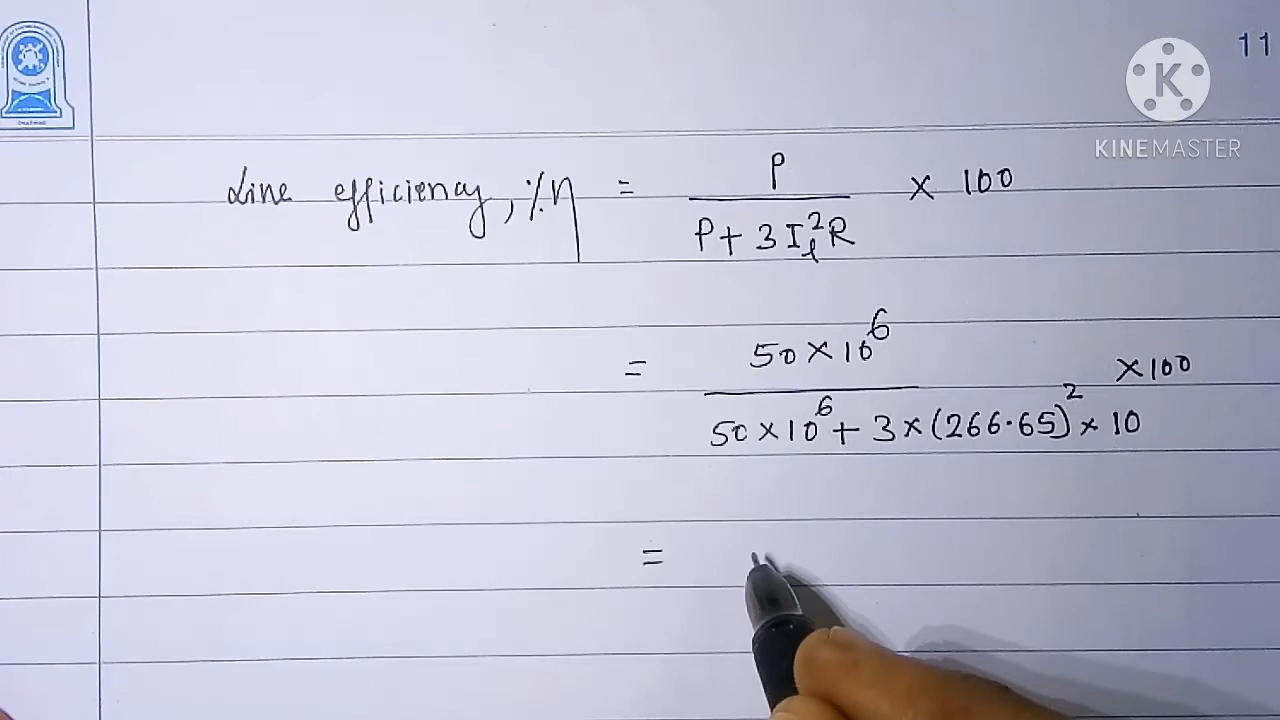 11
KINEMASTER
Line efficiency, %η = P / (P + 3 I_l^2 R) × 100
= 50 × 10^6 / (50 × 10^6 + 3 × (266.65)^2 × 10) × 100
=